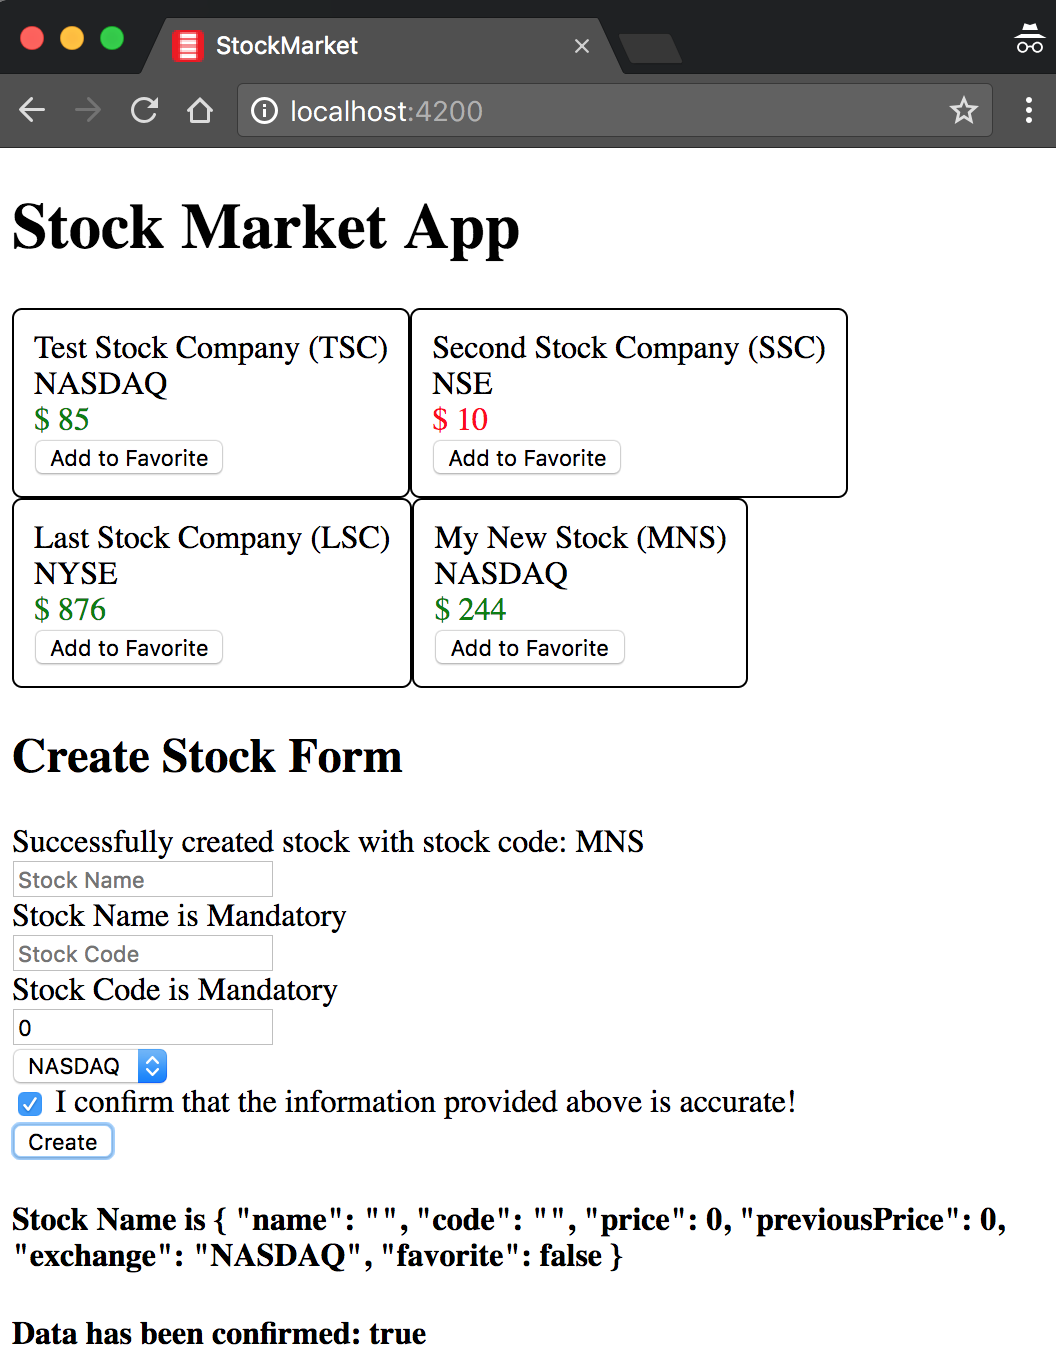 StockMarket
localhost:4200
Stock Market App
Test Stock Company (TSC)
NASDAQ
$ 85
Add to Favorite
Second Stock Company (SSC)
NSE
$ 10
Add to Favorite
Last Stock Company (LSC)
NYSE
$ 876
Add to Favorite
My New Stock (MNS)
NASDAQ
$ 244
Add to Favorite
Create Stock Form
Successfully created stock with stock code: MNS
Stock Name
Stock Name is Mandatory
Stock Code
Stock Code is Mandatory
0
NASDAQ
I confirm that the information provided above is accurate!
Create
Stock Name is { "name": "", "code": "", "price": 0, "previousPrice": 0,
"exchange": "NASDAQ", "favorite": false }
Data has been confirmed: true